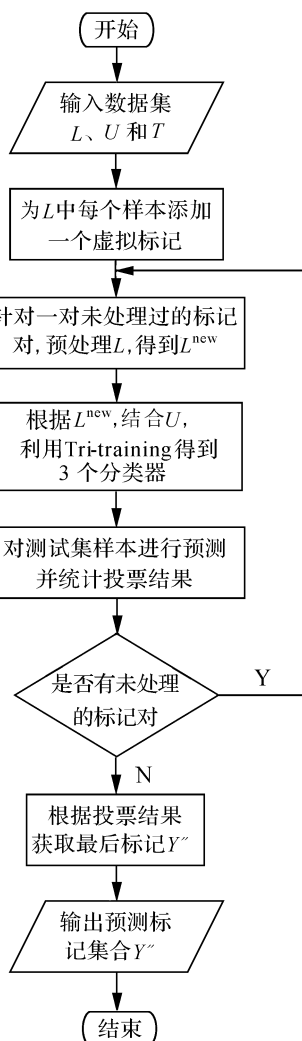 开始
输入数据集
L、U 和T
为L中每个样本添加
一个虚拟标记
针对一对未处理过的标记
对, 预处理L, 得到L^new
根据L^new, 结合U,
利用Tri-training得到
3 个分类器
对测试集样本进行预测
并统计投票结果
是否有未处理
的标记对
Y
N
根据投票结果
获取最后标记Y″
输出预测标
记集合Y″
结束